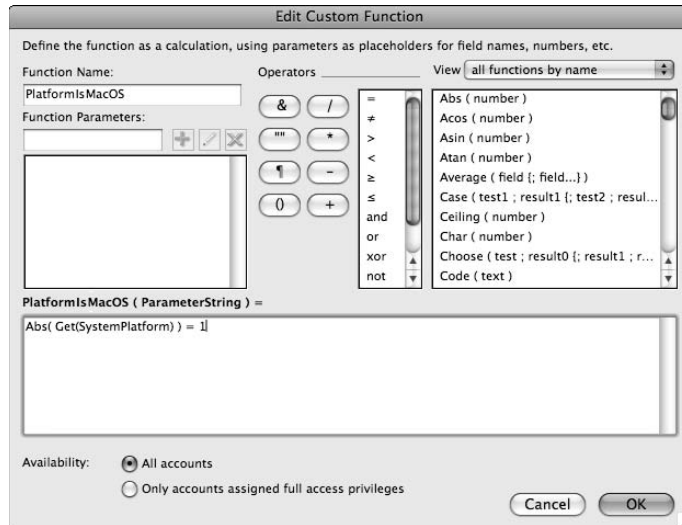 Edit Custom Function
Define the function as a calculation, using parameters as placeholders for field names, numbers, etc.
Function Name:
PlatformIsMacOS
Function Parameters:
Operators
& /
"" *
¶ -
() +
=
≠
>
<
≥
≤
and
or
xor
not
View all functions by name
Abs ( number )
Acos ( number )
Asin ( number )
Atan ( number )
Average ( field {; field...} )
Case ( test1 ; result1 {; test2 ; resul...
Ceiling ( number )
Char ( number )
Choose ( test ; result0 {; result1 ; r...
Code ( text )
PlatformIsMacOS ( ParameterString ) =
Abs( Get(SystemPlatform) ) = 1
Availability:
All accounts
Only accounts assigned full access privileges
Cancel
OK